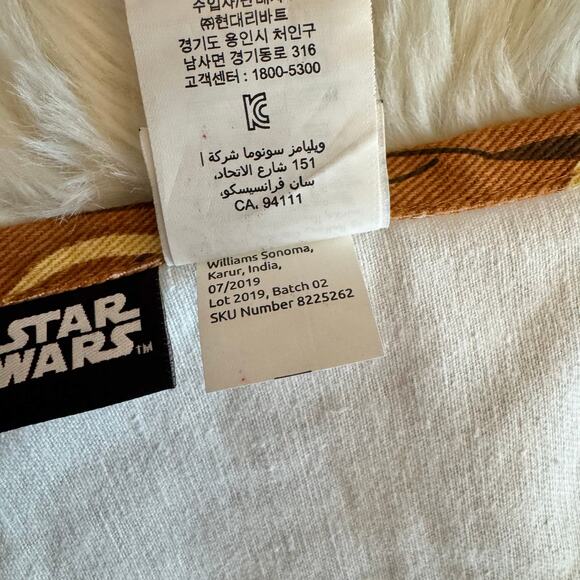 수입자/판매자
㈜현대리바트
경기도 용인시 처인구
남사면 경기동로 316
고객센터 : 1800-5300
ويليامز سونوما شركة |
151 شارع الاتحاد،
سان فرانسيسكو،
CA، 94111
Williams Sonoma,
Karur, India,
07/2019
Lot 2019, Batch 02
SKU Number 8225262
STAR
WARS™